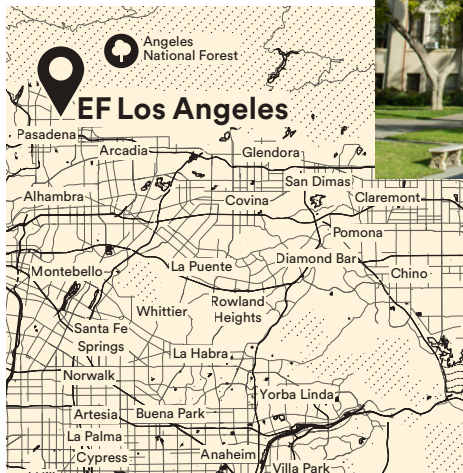 Angeles
National Forest
EF Los Angeles
Pasadena
Arcadia
Glendora
San Dimas
Alhambra
Covina
Claremont
Pomona
Montebello
La Puente
Diamond Bar
Chino
Whittier
Rowland
Heights
Santa Fe
Springs
La Habra
Norwalk
Yorba Linda
Artesia
Buena Park
La Palma
Cypress
Anaheim
Villa Park